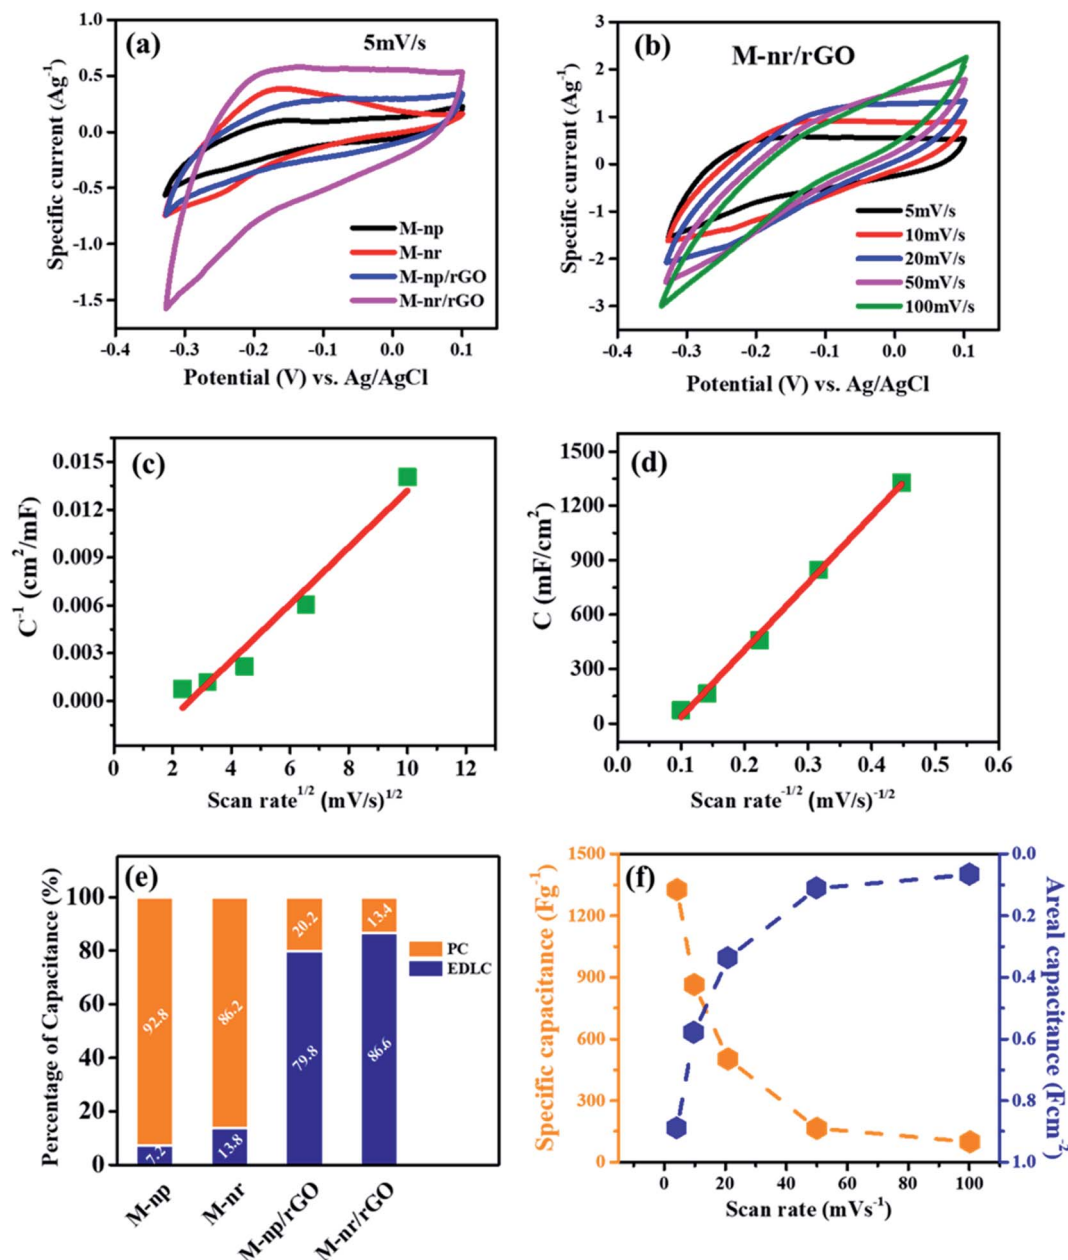 (a)
5mV/s
Specific current (Ag⁻¹)
1.0
0.5
0.0
-0.5
-1.0
-1.5
M-np
M-nr
M-np/rGO
M-nr/rGO
-0.4 -0.3 -0.2 -0.1 0.0 0.1
Potential (V) vs. Ag/AgCl
(b)
M-nr/rGO
Specific current (Ag⁻¹)
3
2
1
0
-1
-2
-3
5mV/s
10mV/s
20mV/s
50mV/s
100mV/s
-0.4 -0.3 -0.2 -0.1 0.0 0.1
Potential (V) vs. Ag/AgCl
(c)
C⁻¹ (cm²/mF)
0.015
0.012
0.009
0.006
0.003
0.000
0 2 4 6 8 10 12
Scan rate¹/² (mV/s)¹/²
(d)
C (mF/cm²)
1500
1200
900
600
300
0
0.0 0.1 0.2 0.3 0.4 0.5 0.6
Scan rate⁻¹/² (mV/s)⁻¹/²
(e)
Percentage of Capacitance (%)
100
80
60
40
20
0
92.8
7.2
86.2
13.8
20.2
79.8
13.4
86.6
PC
EDLC
M-np
M-nr
M-np/rGO
M-nr/rGO
(f)
Specific capacitance (Fg⁻¹)
1500
1200
900
600
300
0
Areal capacitance (Fcm⁻²)
0.0
0.2
0.4
0.6
0.8
1.0
0 20 40 60 80 100
Scan rate (mVs⁻¹)